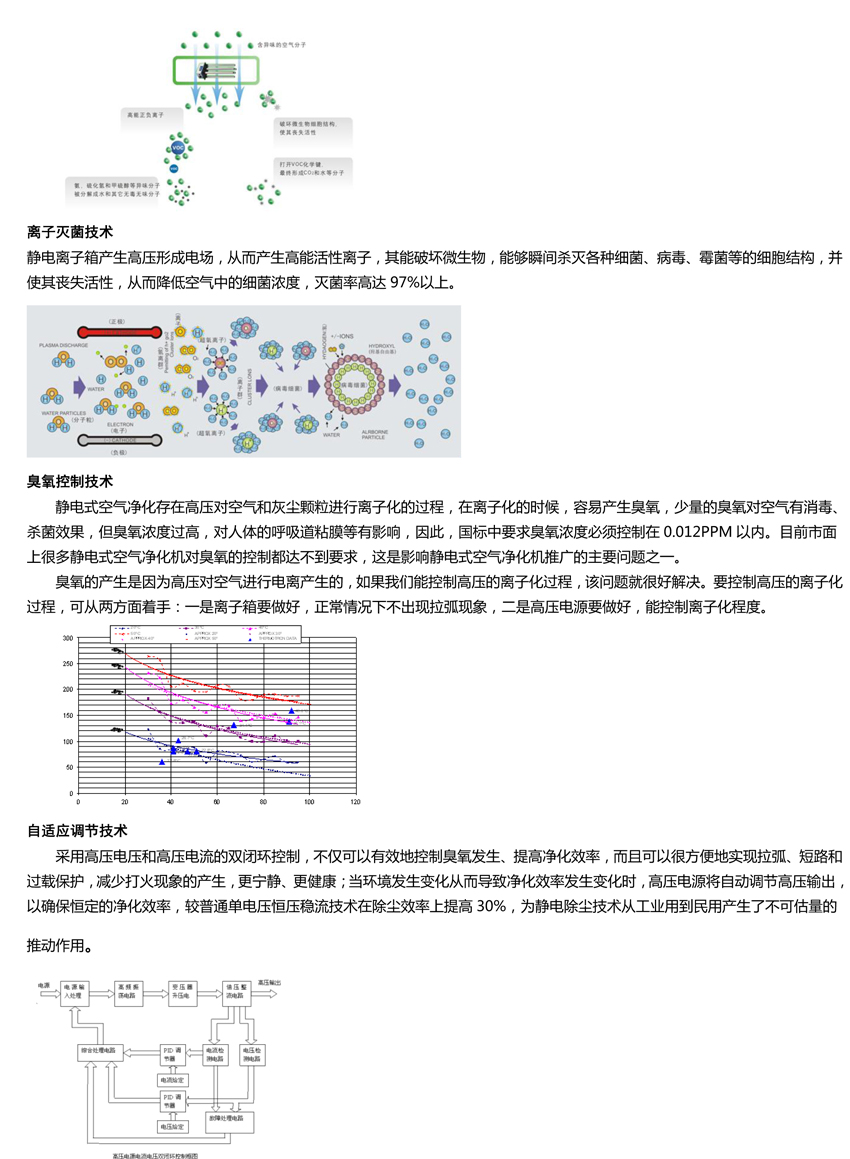 含异味的空气分子
高能正负离子
破坏微生物细胞结构,
使其丧失活性
VOC
VOC
打开VOC化学键,
最终形成CO₂和水等分子
氨、硫化氢和甲硫醇等异味分子
被分解成水和其它无毒无味分子
离子灭菌技术
静电离子箱产生高压形成电场，从而产生高能活性离子，其能破坏微生物，能够瞬间杀灭各种细菌、病毒、霉菌等的细胞结构，并
使其丧失活性，从而降低空气中的细菌浓度，灭菌率高达 97%以上。
(正极)
PLASMA DISCHARGE
WATER
WATER PARTICLES
(分子粒)
ELECTRON
(电子)
(-) CATHODE
(负极)
(超氧离子)
(超氧离子)
CLUSTER LONS
(病毒细菌)
HYDROGEN
+/-IONS
HYDROXYL
(羟基自由基)
(病毒细菌)
WATER
AIRBORNE
PARTICLE
臭氧控制技术
静电式空气净化存在高压对空气和灰尘颗粒进行离子化的过程，在离子化的时候，容易产生臭氧，少量的臭氧对空气有消毒、
杀菌效果，但臭氧浓度过高，对人体的呼吸道粘膜等有影响，因此，国标中要求臭氧浓度必须控制在 0.012PPM 以内。目前市面
上很多静电式空气净化机对臭氧的控制都达不到要求，这是影响静电式空气净化机推广的主要问题之一。
臭氧的产生是因为高压对空气进行电离产生的，如果我们能控制高压的离子化过程，该问题就很好解决。要控制高压的离子化
过程，可从两方面着手：一是离子箱要做好，正常情况下不出现拉弧现象，二是高压电源要做好，能控制离子化程度。
300
250
200
150
100
50
0
0 20 40 60 80 100 120
自适应调节技术
采用高压电压和高压电流的双闭环控制，不仅可以有效地控制臭氧发生、提高净化效率，而且可以很方便地实现拉弧、短路和
过载保护，减少打火现象的产生，更宁静、更健康；当环境发生变化从而导致净化效率发生变化时，高压电源将自动调节高压输出，
以确保恒定的净化效率，较普通单电压恒压稳流技术在除尘效率上提高 30%，为静电除尘技术从工业用到民用产生了不可估量的
推动作用。
电源
电源输
入处理
高频振
荡电路
变压器
升压电
倍压整
流电路
高压输出
综合处理电路
PID 调
节器
电流检
测电路
电压检
测电路
电流给定
PID 调
节器
故障处理电路
电压给定
高压电源电流电压双闭环控制框图